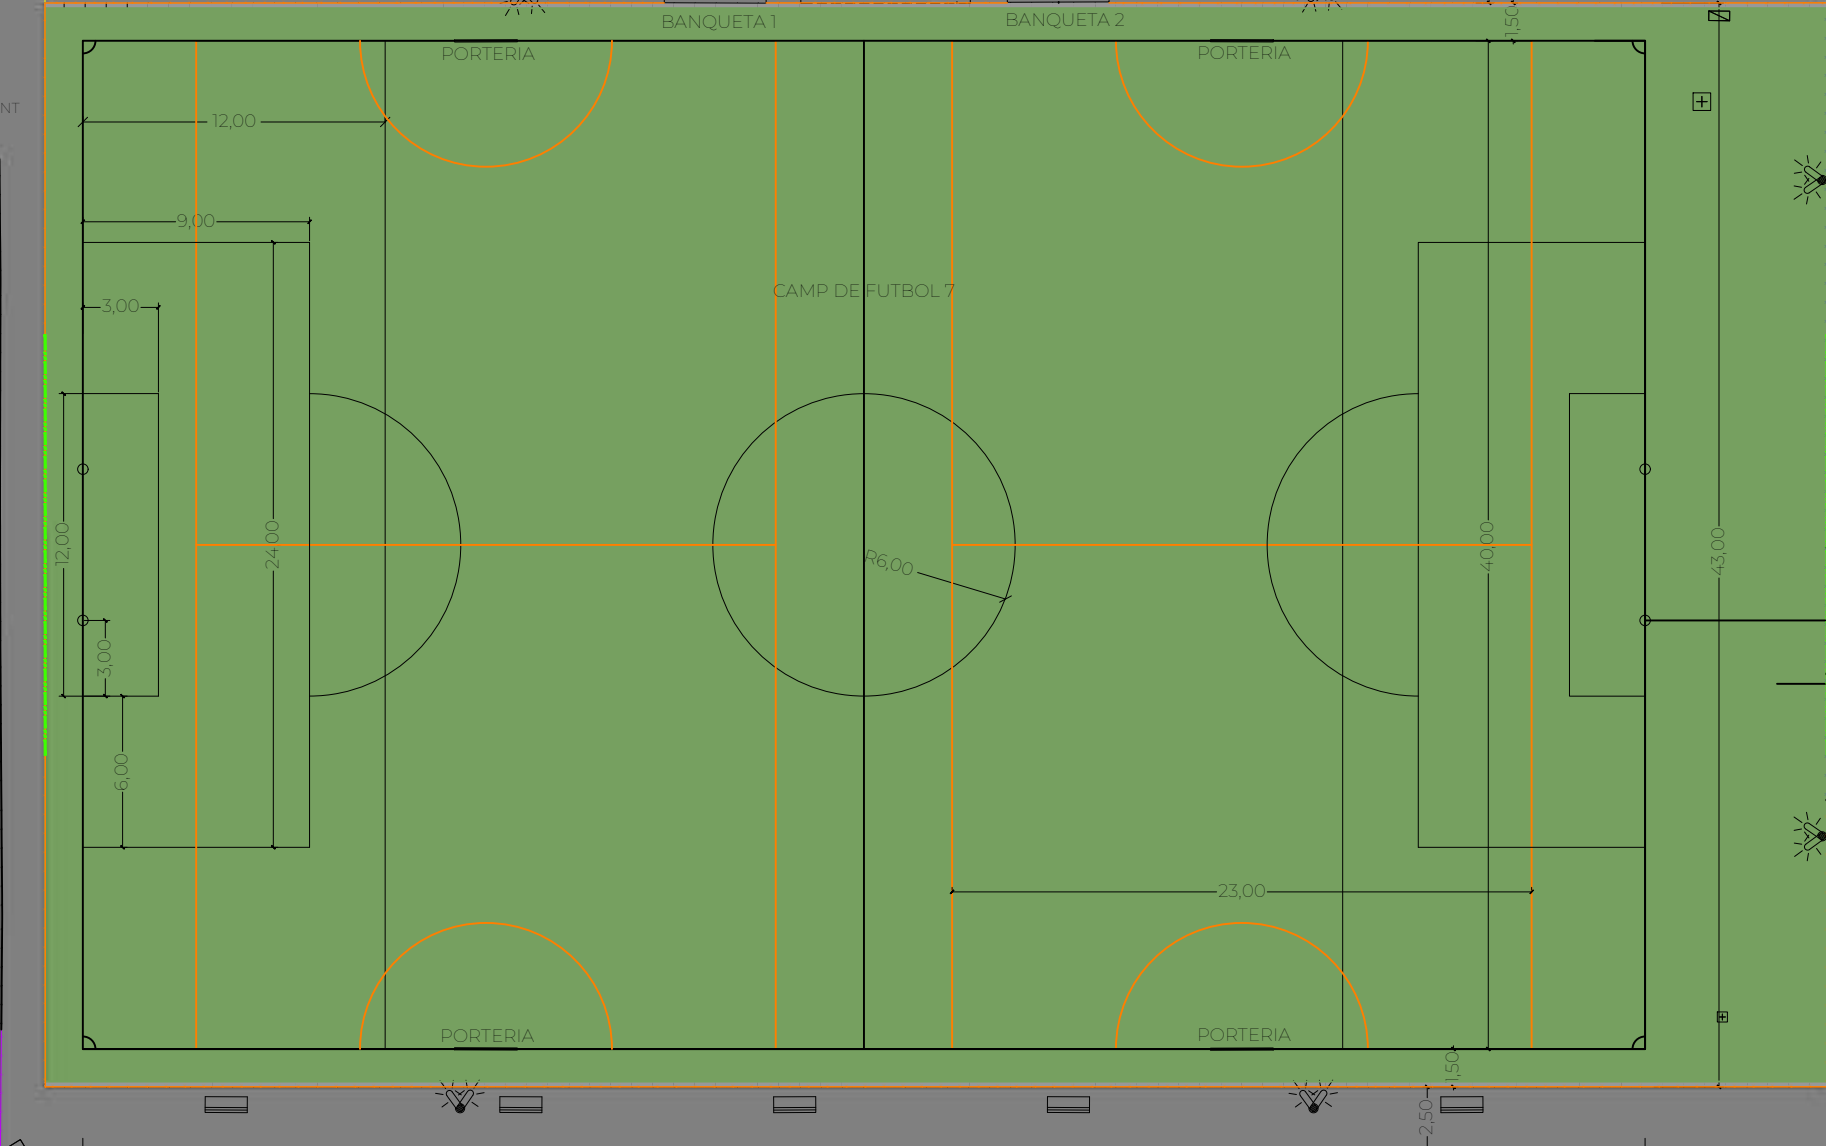 BANQUETA 1
BANQUETA 2
1,50
PORTERIA
PORTERIA
NT
12,00
9,00
CAMP DE FUTBOL 7
3,00
12,00
24,00
R6,00
40,00
43,00
3,00
6,00
23,00
PORTERIA
PORTERIA
1,50
2,50